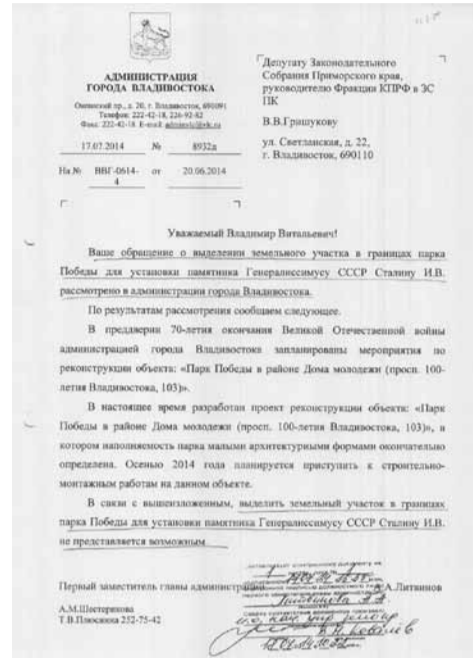 АДМИНИСТРАЦИЯ
ГОРОДА ВЛАДИВОСТОКА
Океанский пр., д. 20, г. Владивосток, 690091
Телефон: 222-42-18, 226-92-82
Факс: 222-42-18. E-mail:
17.07.2014 № 8932д
На № ВВГ-0614-4 от 20.06.2014
Депутату Законодательного
Собрания Приморского края,
руководителю Фракции КПРФ в ЗС
ПК
В.В.Гришукову
ул. Светланская, д. 22,
г. Владивосток, 690110
Уважаемый Владимир Витальевич!
Ваше обращение о выделении земельного участка в границах парка
Победы для установки памятника Генералиссимусу СССР Сталину И.В.
рассмотрено в администрации города Владивостока.
По результатам рассмотрения сообщаем следующее.
В преддверии 70-летия окончания Великой Отечественной войны
администрацией города Владивостока запланированы мероприятия по
реконструкции объекта: «Парк Победы в районе Дома молодежи (просп. 100-
летия Владивостока, 103)».
В настоящее время разработан проект реконструкции объекта: «Парк
Победы в районе Дома молодежи (просп. 100-летия Владивостока, 103)», в
котором наполняемость парка малыми архитектурными формами окончательно
определена. Осенью 2014 года планируется приступить к строительно-
монтажным работам на данном объекте.
В связи с вышеизложенным, выделить земельный участок в границах
парка Победы для установки памятника Генералиссимусу СССР Сталину И.В.
не представляется возможным
Первый заместитель главы администрации А.Литвинов
А.М.Шестерикова
Т.В.Плюснина 252-75-42